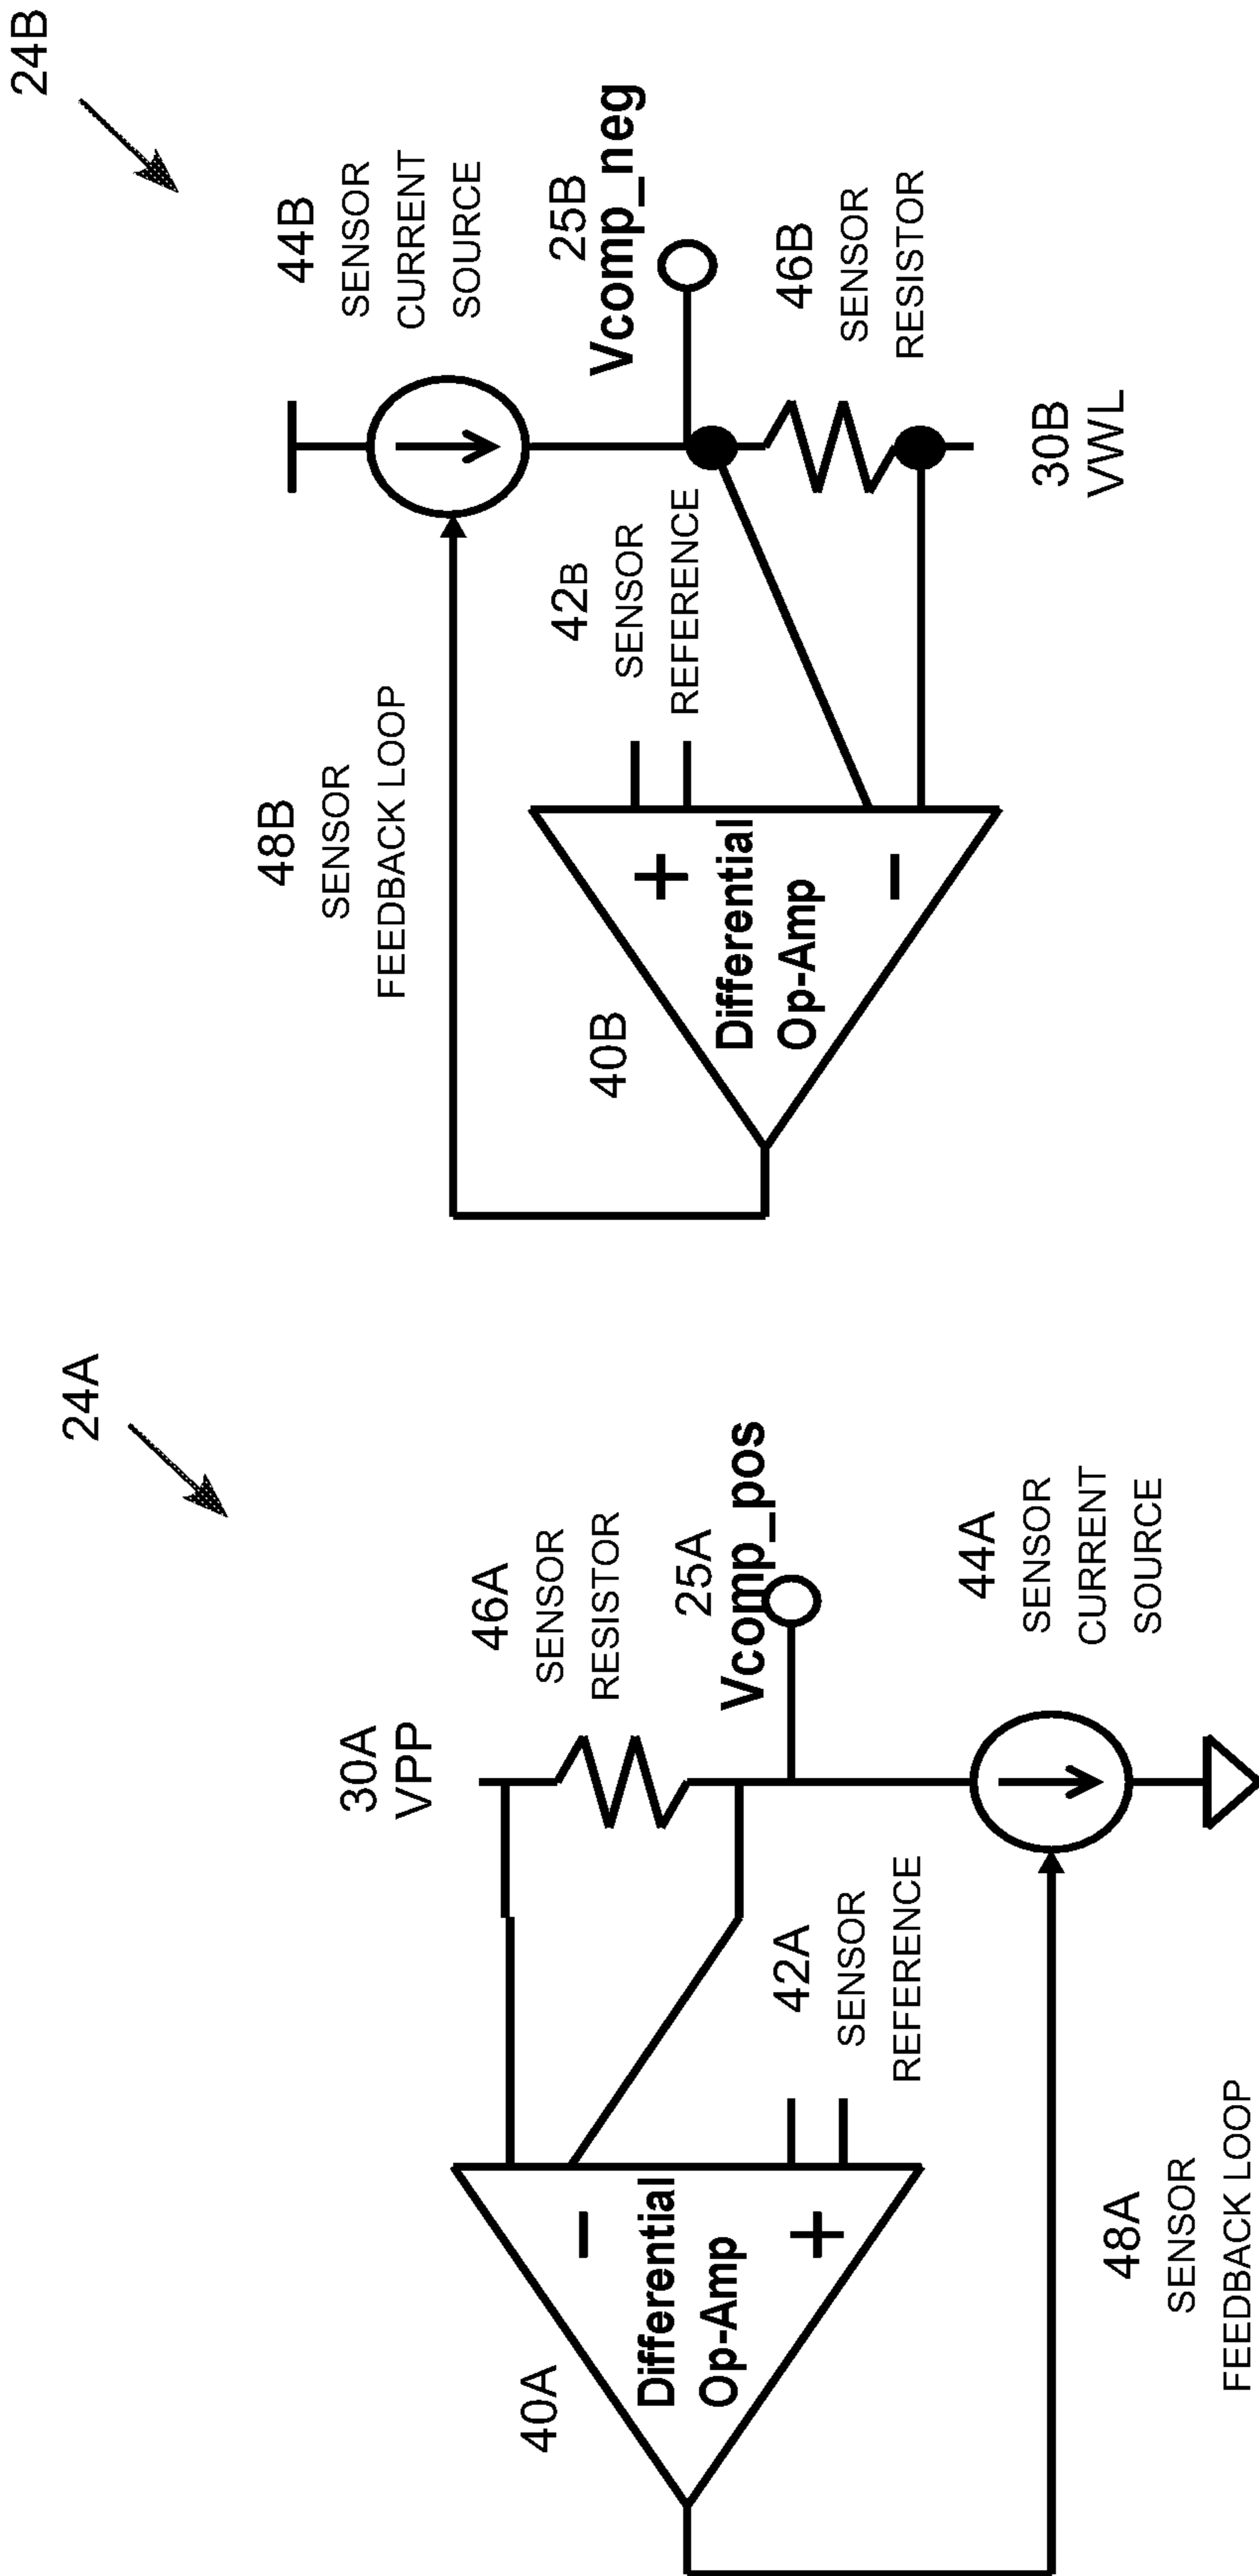 24A
30A
VPP
46A
SENSOR
RESISTOR
25A
Vcomp_pos
40A
Differential
Op-Amp
−
+
42A
SENSOR
REFERENCE
44A
SENSOR
CURRENT
SOURCE
48A
SENSOR
FEEDBACK LOOP
24B
44B
SENSOR
CURRENT
SOURCE
48B
SENSOR
FEEDBACK LOOP
25B
Vcomp_neg
42B
SENSOR
REFERENCE
40B
+
Differential
Op-Amp
−
46B
SENSOR
RESISTOR
30B
VWL